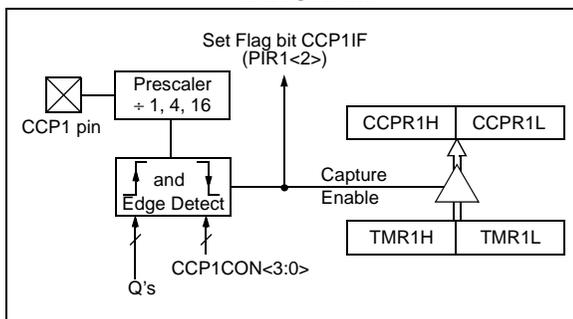 Set Flag bit CCP1IF
(PIR1<2>)
Prescaler
÷ 1, 4, 16
CCP1 pin
CCPR1H
CCPR1L
and
Edge Detect
Capture
Enable
TMR1H
TMR1L
CCP1CON<3:0>
Q's